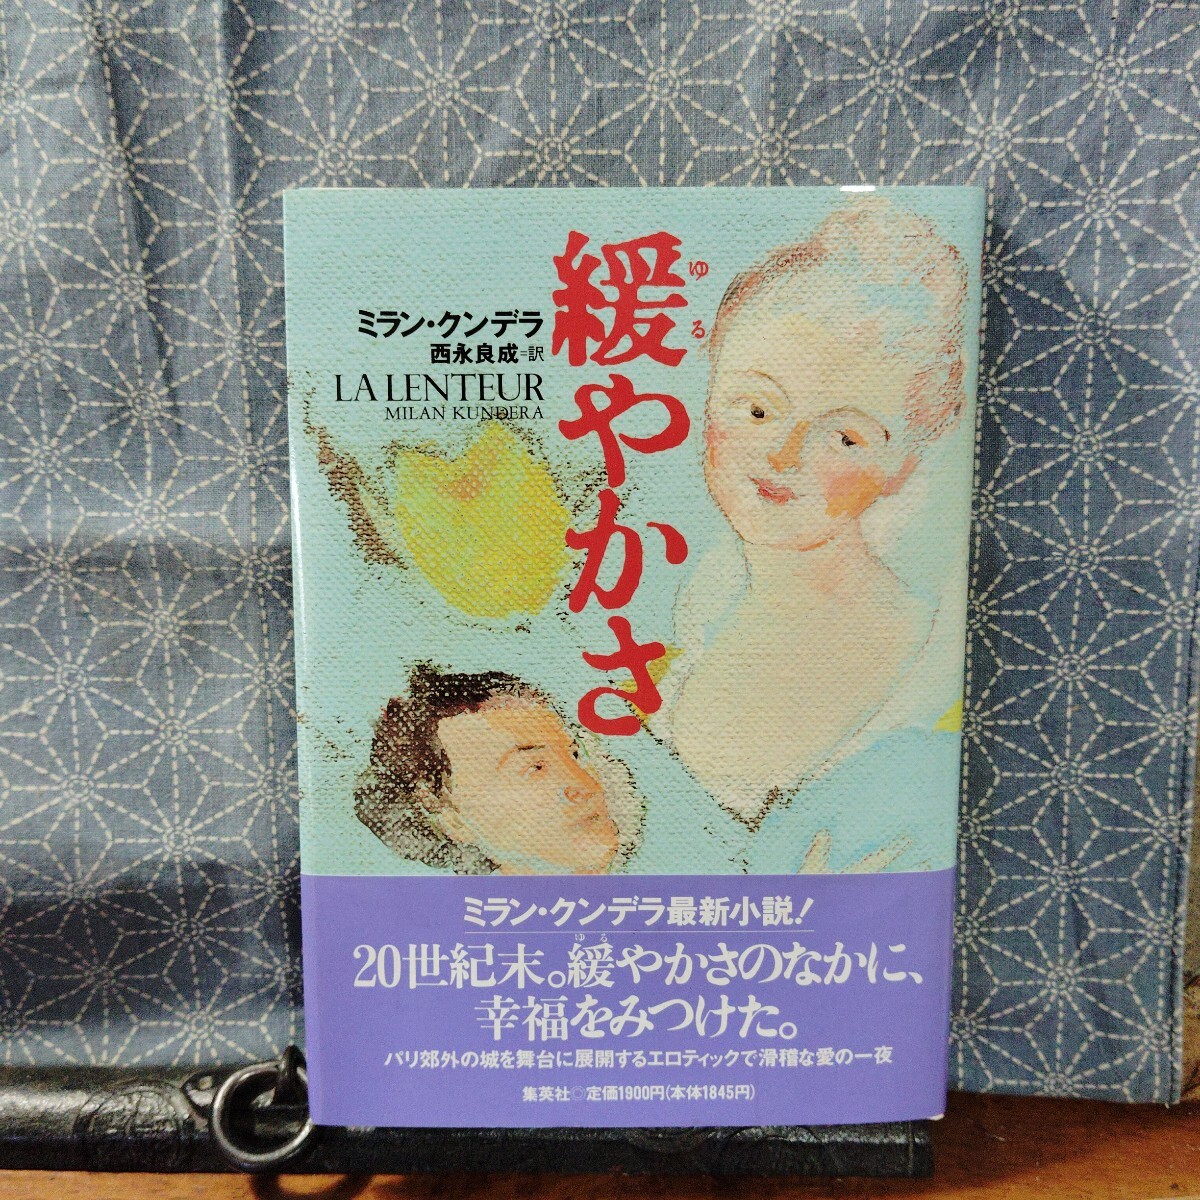 緩やかさ
ゆる
ミラン・クンデラ
西永良成=訳
LA LENTEUR
MILAN KUNDERA
ミラン・クンデラ最新小説!
ゆる
20世紀末。緩やかさのなかに、
幸福をみつけた。
パリ郊外の城を舞台に展開するエロティックで滑稽な愛の一夜
集英社◎定価1900円(本体1845円)